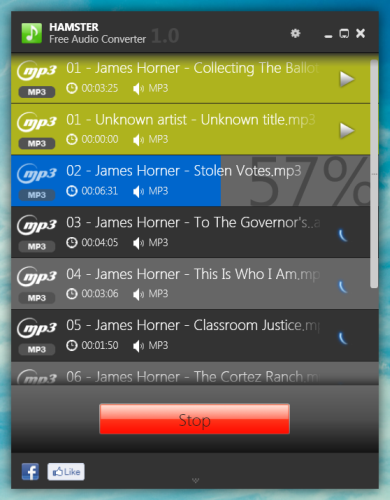 HAMSTER
Free Audio Converter 1.0
mp3 01 - James Horner - Collecting The Ballo
MP3 00:03:25 MP3
mp3 01 - Unknown artist - Unknown title.mp3
MP3 00:00:00 MP3
mp3 02 - James Horner - Stolen Votes.mp3 57%
MP3 00:06:31 MP3
mp3 03 - James Horner - To The Governor's..
MP3 00:04:05 MP3
mp3 04 - James Horner - This Is Who I Am.mp
MP3 00:03:06 MP3
mp3 05 - James Horner - Classroom Justice.mp
MP3 00:01:50 MP3
mp3 06 - James Horner - The Cortez Ranch.m
MP3
Stop
f Like